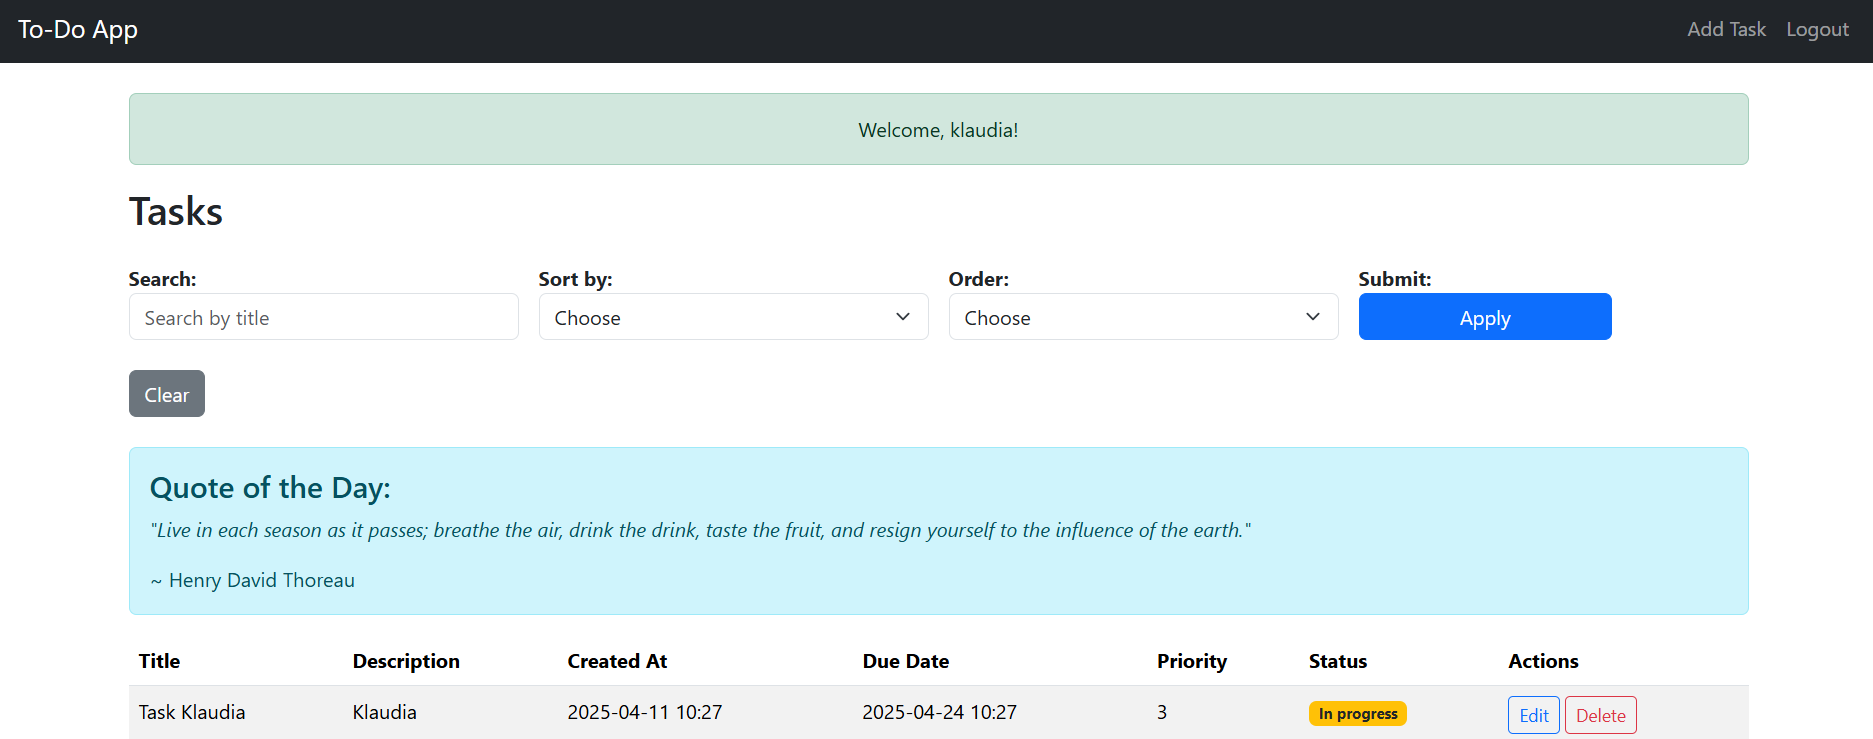 To-Do App Add Task Logout
Welcome, klaudia!
Tasks
Search: Sort by: Order: Submit:
Search by title Choose Choose Apply
Clear
Quote of the Day:
"Live in each season as it passes; breathe the air, drink the drink, taste the fruit, and resign yourself to the influence of the earth."
~ Henry David Thoreau
Title Description Created At Due Date Priority Status Actions
Task Klaudia Klaudia 2025-04-11 10:27 2025-04-24 10:27 3 In progress Edit Delete